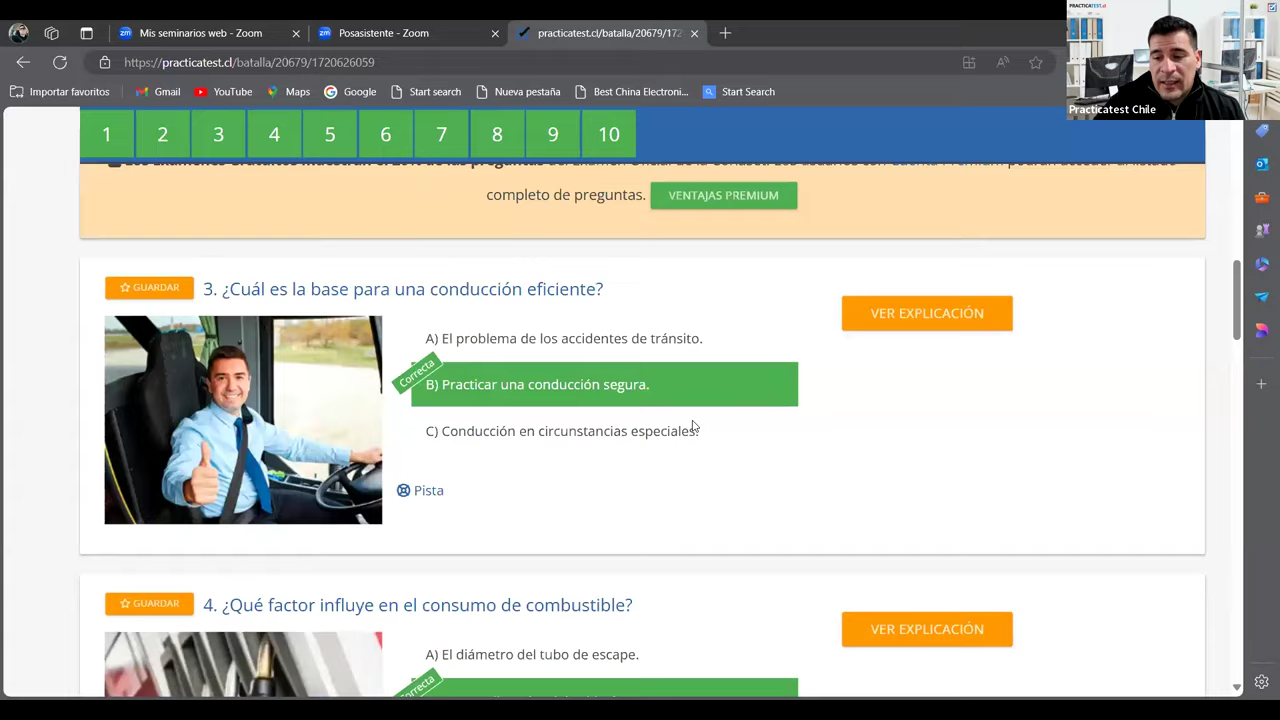 PRACTICATEST.cl
Mis seminarios web - Zoom
Posasistente - Zoom
practicatest.cl/batalla/20679/172
https://practicatest.cl/batalla/20679/1720626059
Importar favoritos
Gmail
YouTube
Maps
Google
Start search
Nueva pestaña
Best China Electroni...
Start Search
Practicatest Chile
1 2 3 4 5 6 7 8 9 10
completo de preguntas. VENTAJAS PREMIUM
GUARDAR 3. ¿Cuál es la base para una conducción eficiente?
VER EXPLICACIÓN
A) El problema de los accidentes de tránsito.
Correcta
B) Practicar una conducción segura.
C) Conducción en circunstancias especiales.
Pista
GUARDAR 4. ¿Qué factor influye en el consumo de combustible?
VER EXPLICACIÓN
A) El diámetro del tubo de escape.
Correcta